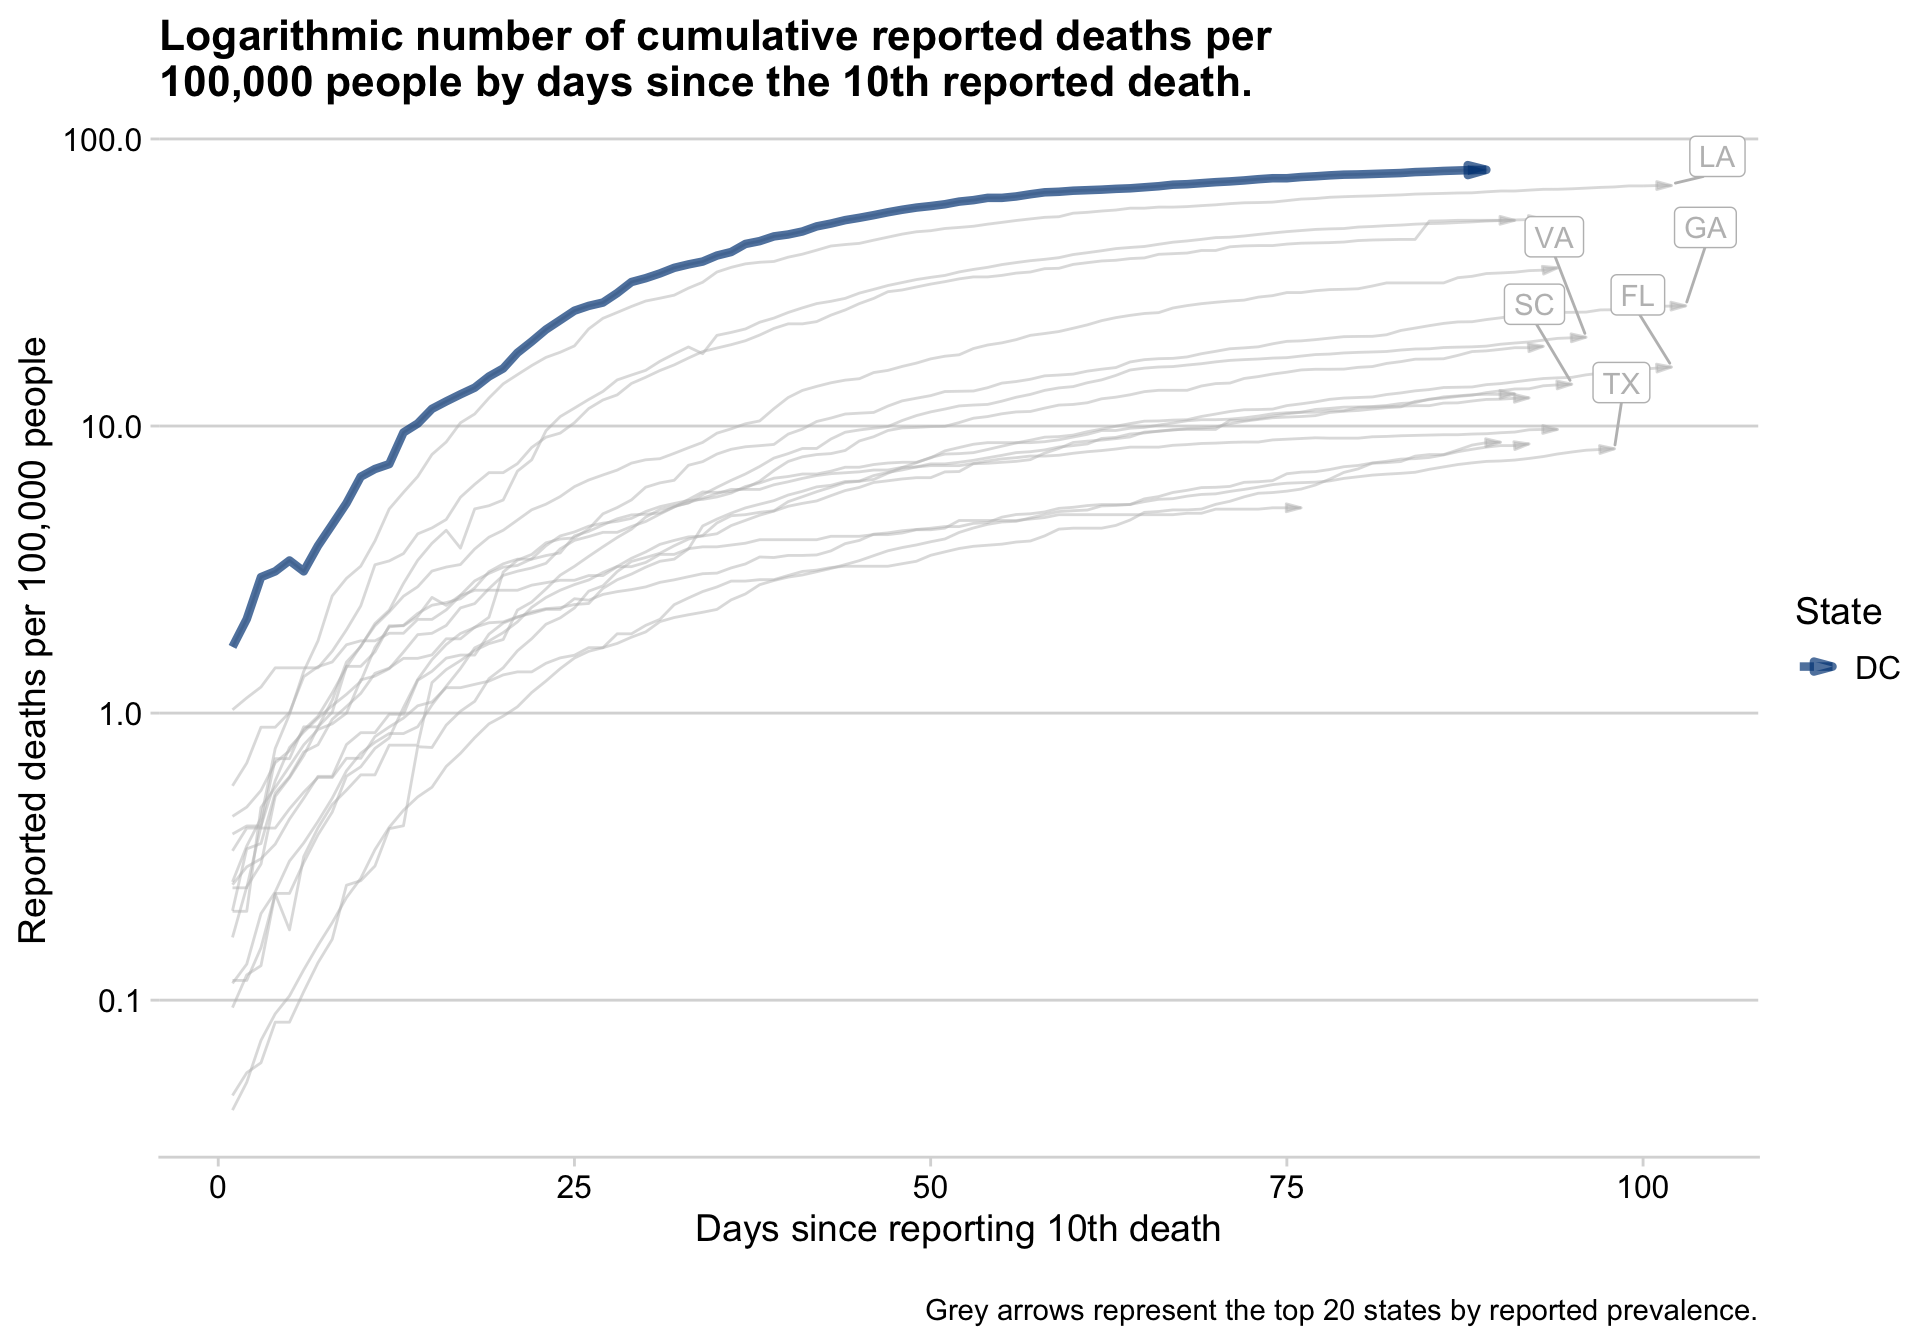 Logarithmic number of cumulative reported deaths per
100,000 people by days since the 10th reported death.
Reported deaths per 100,000 people
100.0
10.0
1.0
0.1
LA
GA
VA
FL
SC
TX
State
DC
0
25
50
75
100
Days since reporting 10th death
Grey arrows represent the top 20 states by reported prevalence.